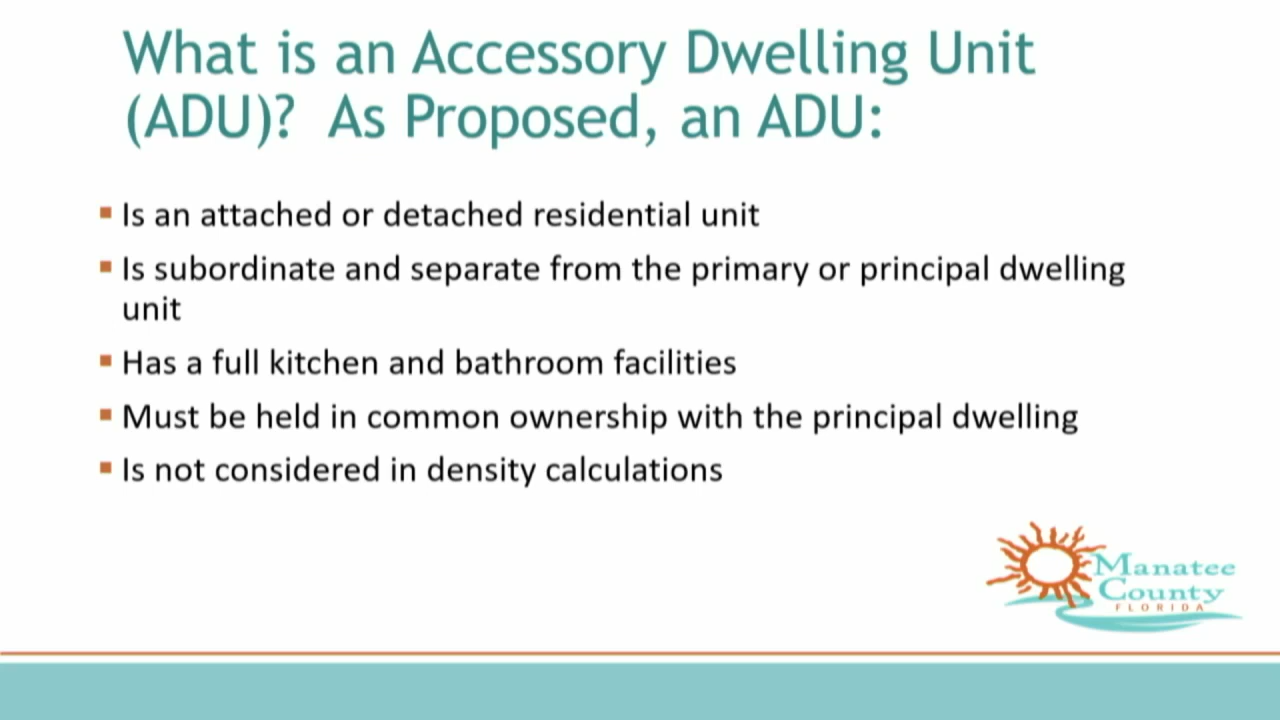 What is an Accessory Dwelling Unit
(ADU)? As Proposed, an ADU:
Is an attached or detached residential unit
Is subordinate and separate from the primary or principal dwelling
unit
Has a full kitchen and bathroom facilities
Must be held in common ownership with the principal dwelling
Is not considered in density calculations
Manatee
County
FLORIDA